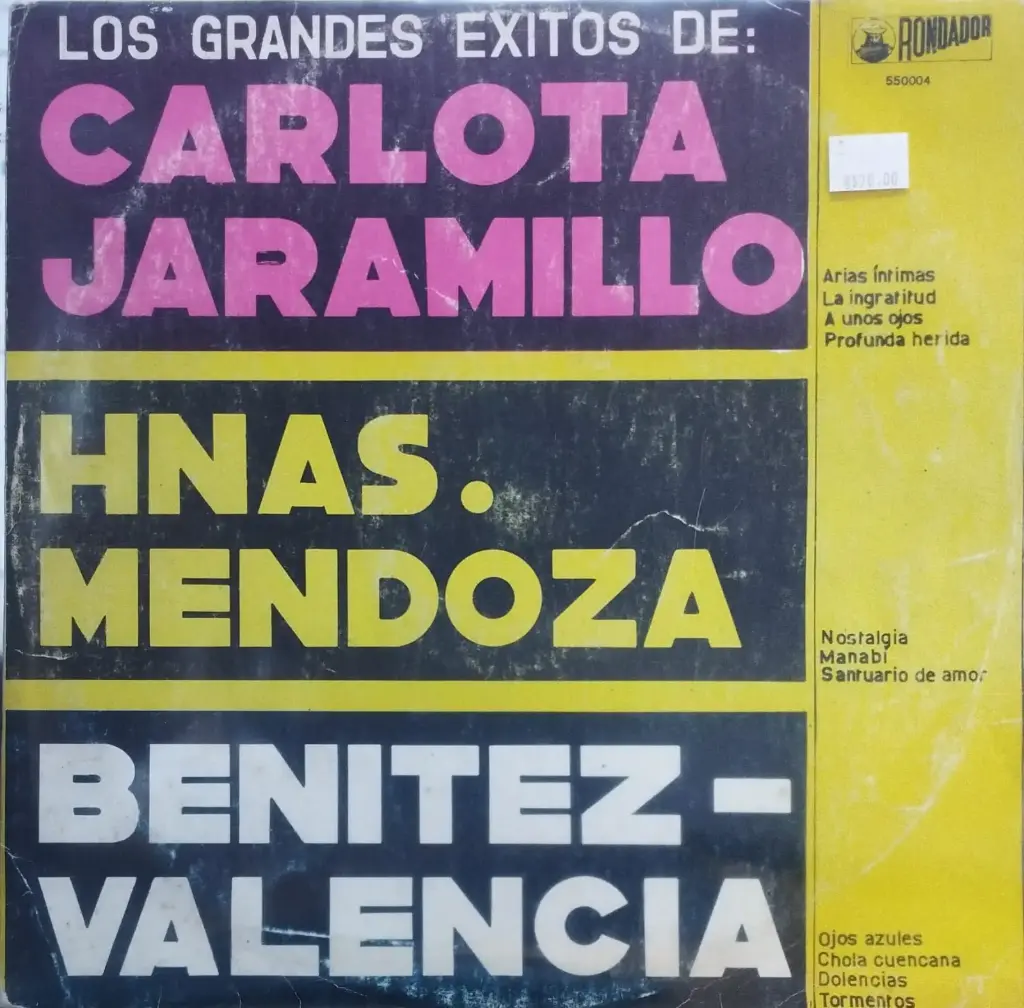 LOS GRANDES EXITOS DE:
CARLOTA
JARAMILLO
HNAS.
MENDOZA
BENITEZ-
VALENCIA
RONDADOR
550004
Arias íntimas
La ingratitud
A unos ojos
Profunda herida
Nostalgia
Manabí
Santuario de amor
Ojos azules
Chola cuencana
Dolencias
Tormentos